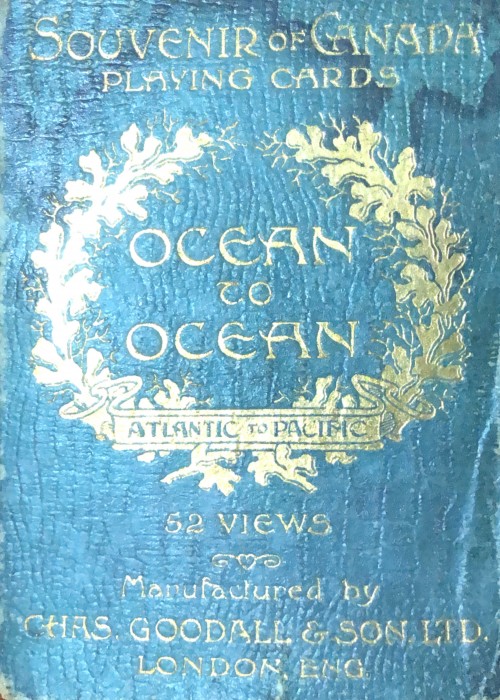 SOUVENIR OF CANADA
PLAYING CARDS
OCEAN
TO
OCEAN
ATLANTIC TO PACIFIC
52 VIEWS
Manufactured by
CHAS. GOODALL & SON. LTD.
LONDON, ENG.